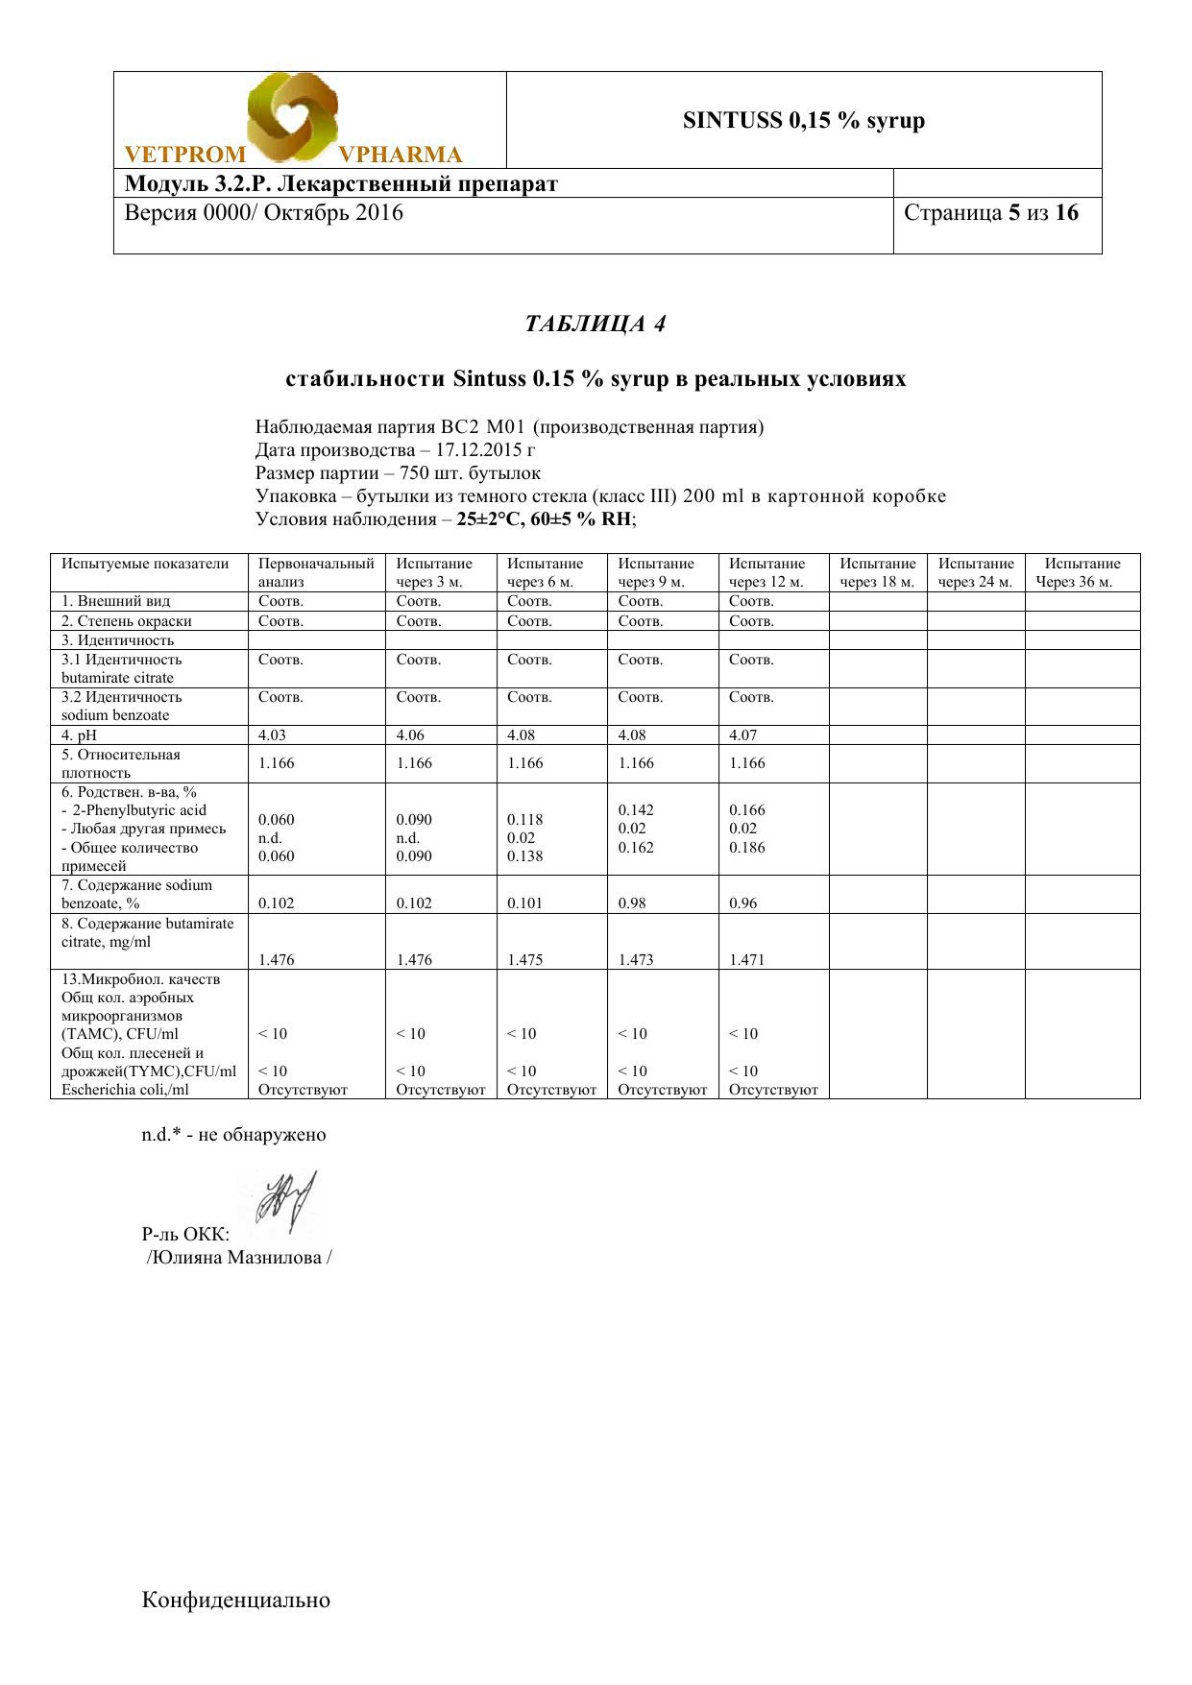 VETPROM VPHARMA
SINTUSS 0,15 % syrup
Модуль 3.2.Р. Лекарственный препарат
Версия 0000/ Октябрь 2016
Страница 5 из 16
ТАБЛИЦА 4
стабильности Sintuss 0.15 % syrup в реальных условиях
Наблюдаемая партия BC2 M01 (производственная партия)
Дата производства – 17.12.2015 г
Размер партии – 750 шт. бутылок
Упаковка – бутылки из темного стекла (класс III) 200 ml в картонной коробке
Условия наблюдения – 25±2°C, 60±5 % RH;
Испытуемые показатели Первоначальный Испытание Испытание Испытание Испытание Испытание Испытание Испытание
анализ через 3 м. через 6 м. через 9 м. через 12 м. через 18 м. через 24 м. Через 36 м.
1. Внешний вид Соотв. Соотв. Соотв. Соотв. Соотв.
2. Степень окраски Соотв. Соотв. Соотв. Соотв. Соотв.
3. Идентичность
3.1 Идентичность Соотв. Соотв. Соотв. Соотв. Соотв.
butamirate citrate
3.2 Идентичность Соотв. Соотв. Соотв. Соотв. Соотв.
sodium benzoate
4. pH 4.03 4.06 4.08 4.08 4.07
5. Относительная
плотность 1.166 1.166 1.166 1.166 1.166
6. Родствен. в-ва, %
- 2-Phenylbutyric acid 0.060 0.090 0.118 0.142 0.166
- Любая другая примесь n.d. n.d. 0.02 0.02 0.02
- Общее количество 0.060 0.090 0.138 0.162 0.186
примесей
7. Содержание sodium
benzoate, % 0.102 0.102 0.101 0.98 0.96
8. Содержание butamirate
citrate, mg/ml
1.476 1.476 1.475 1.473 1.471
13.Микробиол. качеств
Общ кол. аэробных
микроорганизмов
(TAMC), CFU/ml < 10 < 10 < 10 < 10 < 10
Общ кол. плесеней и
дрожжей(TYMC),CFU/ml < 10 < 10 < 10 < 10 < 10
Escherichia coli,/ml Отсутствуют Отсутствуют Отсутствуют Отсутствуют Отсутствуют
n.d.* - не обнаружено
Р-ль ОКК:
/Юлияна Мазнилова /
Конфиденциально